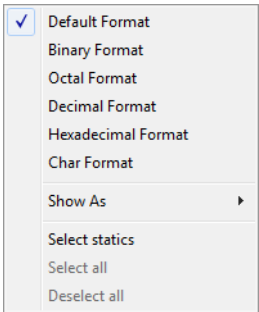 Default Format
Binary Format
Octal Format
Decimal Format
Hexadecimal Format
Char Format
Show As
Select statics
Select all
Deselect all